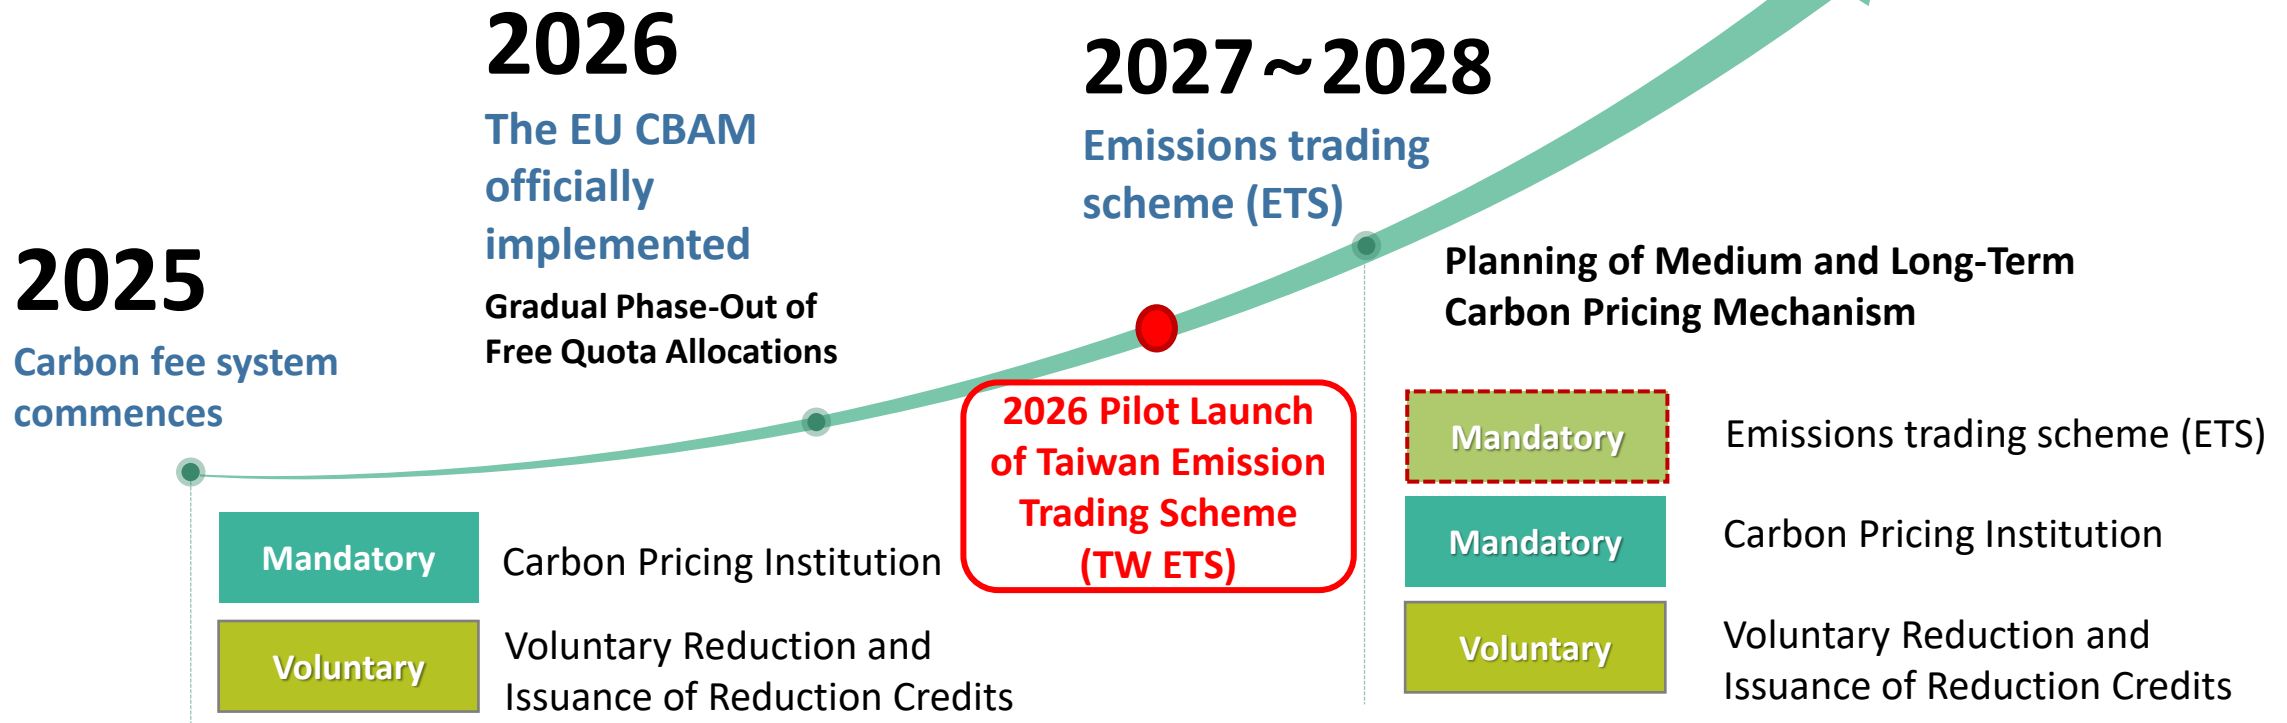 2025
Carbon fee system
commences
Mandatory
Carbon Pricing Institution
Voluntary
Voluntary Reduction and
Issuance of Reduction Credits
2026
The EU CBAM
officially
implemented
Gradual Phase-Out of
Free Quota Allocations
2026 Pilot Launch
of Taiwan Emission
Trading Scheme
(TW ETS)
2027~2028
Emissions trading
scheme (ETS)
Planning of Medium and Long-Term
Carbon Pricing Mechanism
Mandatory
Emissions trading scheme (ETS)
Mandatory
Carbon Pricing Institution
Voluntary
Voluntary Reduction and
Issuance of Reduction Credits